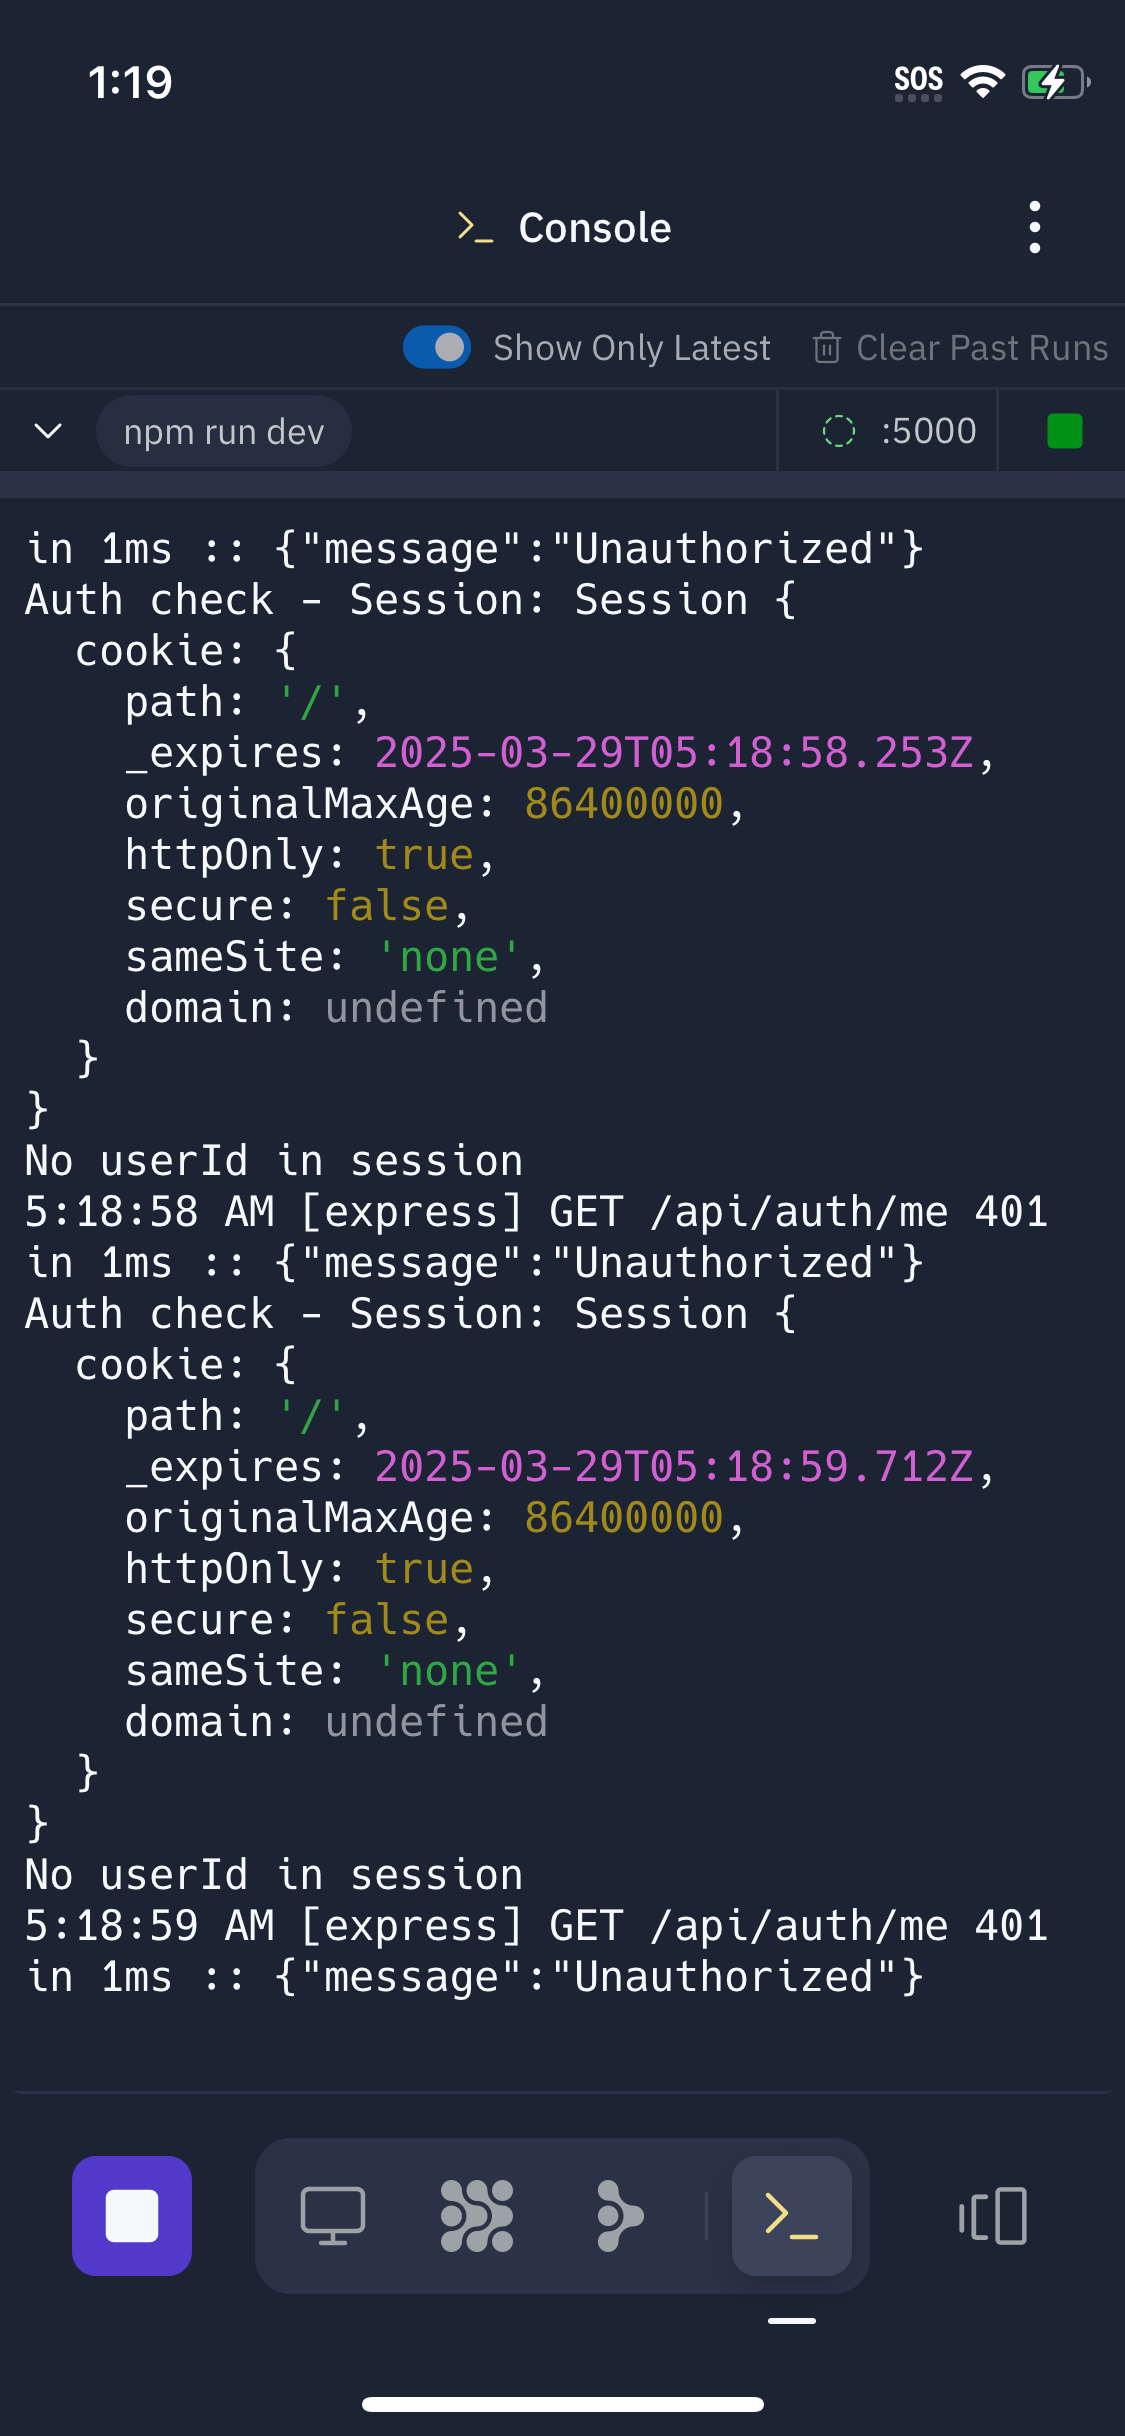 1:19
SOS
Console
Show Only Latest
Clear Past Runs
npm run dev
:5000
in 1ms :: {"message":"Unauthorized"}
Auth check - Session: Session {
  cookie: {
    path: '/',
    _expires: 2025-03-29T05:18:58.253Z,
    originalMaxAge: 86400000,
    httpOnly: true,
    secure: false,
    sameSite: 'none',
    domain: undefined
  }
}
No userId in session
5:18:58 AM [express] GET /api/auth/me 401
in 1ms :: {"message":"Unauthorized"}
Auth check - Session: Session {
  cookie: {
    path: '/',
    _expires: 2025-03-29T05:18:59.712Z,
    originalMaxAge: 86400000,
    httpOnly: true,
    secure: false,
    sameSite: 'none',
    domain: undefined
  }
}
No userId in session
5:18:59 AM [express] GET /api/auth/me 401
in 1ms :: {"message":"Unauthorized"}